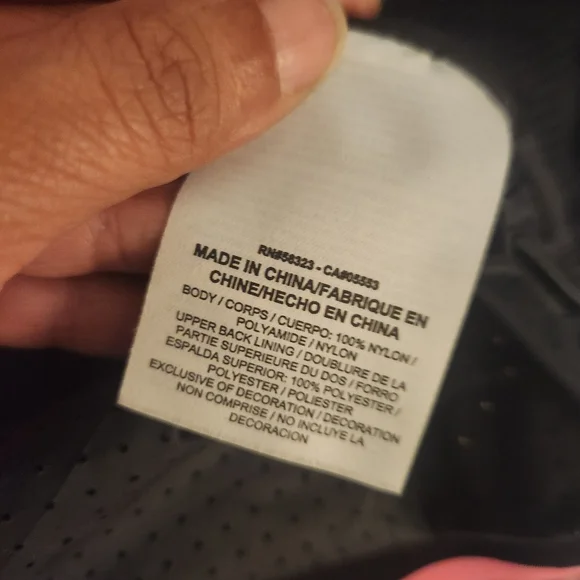 RN#56323 - CA#05553
MADE IN CHINA/FABRIQUE EN
CHINE/HECHO EN CHINA
BODY / CORPS / CUERPO: 100% NYLON /
POLYAMIDE / NYLON
UPPER BACK LINING / DOUBLURE DE LA
PARTIE SUPERIEURE DU DOS / FORRO
ESPALDA SUPERIOR: 100% POLYESTER /
POLYESTER / POLIESTER
EXCLUSIVE OF DECORATION / DECORATION
NON COMPRISE / NO INCLUYE LA
DECORACION